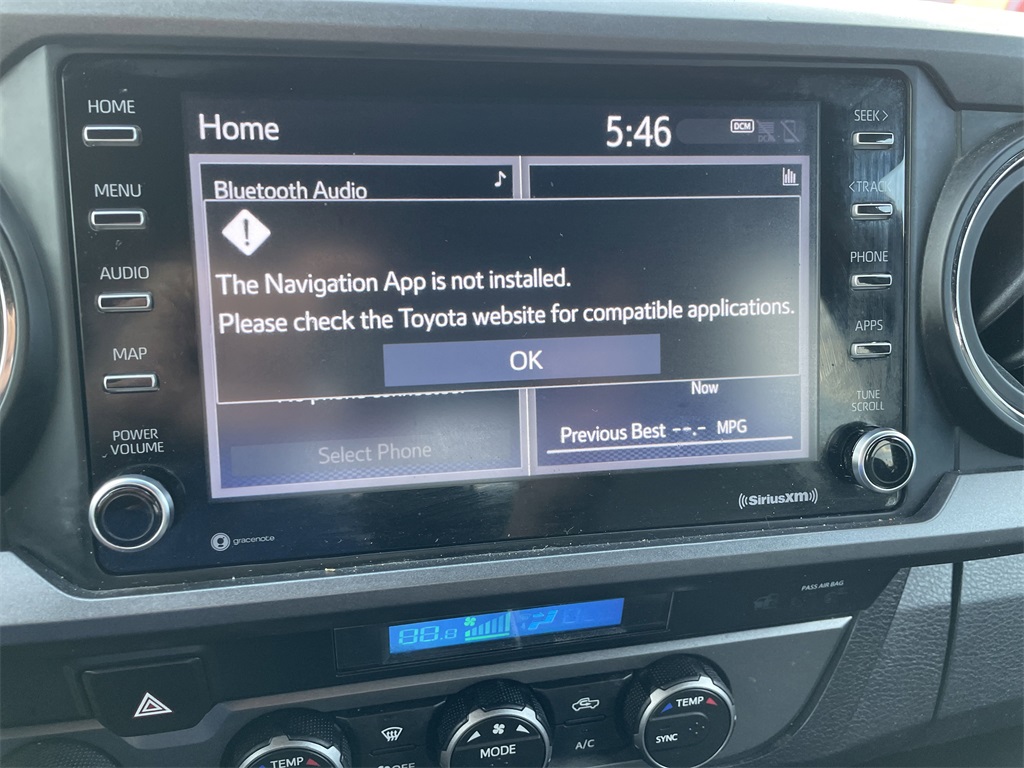 HOME
MENU
AUDIO
MAP
POWER
VOLUME
Home
5:46
DCM
Bluetooth Audio
The Navigation App is not installed.
Please check the Toyota website for compatible applications.
OK
Select Phone
Now
Previous Best --.- MPG
SEEK >
< TRACK
PHONE
APPS
TUNE
SCROLL
gracenote
((SiriusXM))
PASS AIR BAG
TEMP
MODE
A/C
TEMP
SYNC